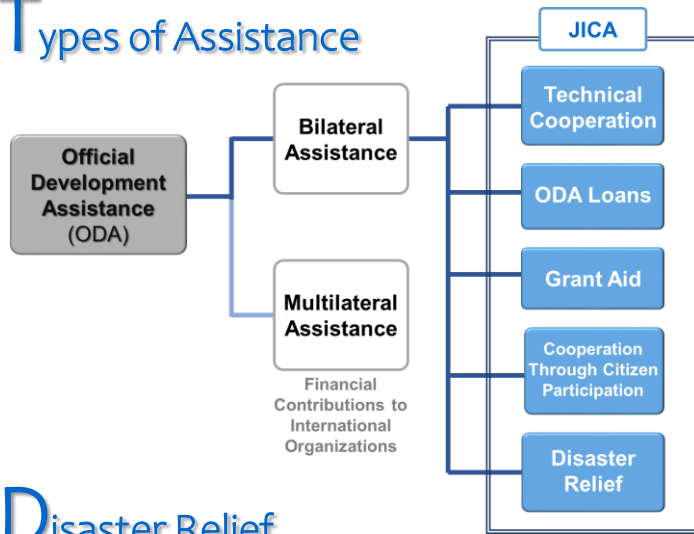 Types of Assistance
JICA
Official
Development
Assistance
(ODA)
Bilateral
Assistance
Multilateral
Assistance
Financial
Contributions to
International
Organizations
Technical
Cooperation
ODA Loans
Grant Aid
Cooperation
Through Citizen
Participation
Disaster
Relief
Disaster Relief